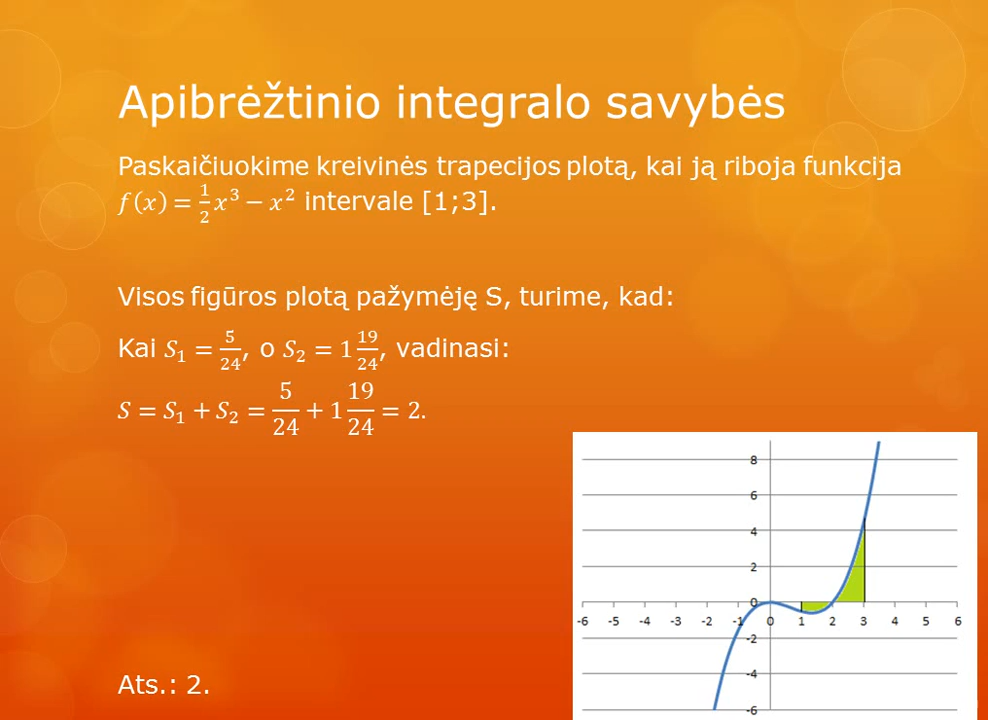 Apibrėžtinio integralo savybės
Paskaičiuokime kreivinės trapecijos plotą, kai ją riboja funkcija
𝑓(𝑥) = 1/2 𝑥³ − 𝑥² intervale [1;3].
Visos figūros plotą pažymėję S, turime, kad:
Kai 𝑆₁ = 5/24, o 𝑆₂ = 1 19/24, vadinasi:
𝑆 = 𝑆₁ + 𝑆₂ = 5/24 + 1 19/24 = 2.
8
6
4
2
0
-6 -5 -4 -3 -2 -1 0 1 2 3 4 5 6
-2
-4
-6
Ats.: 2.